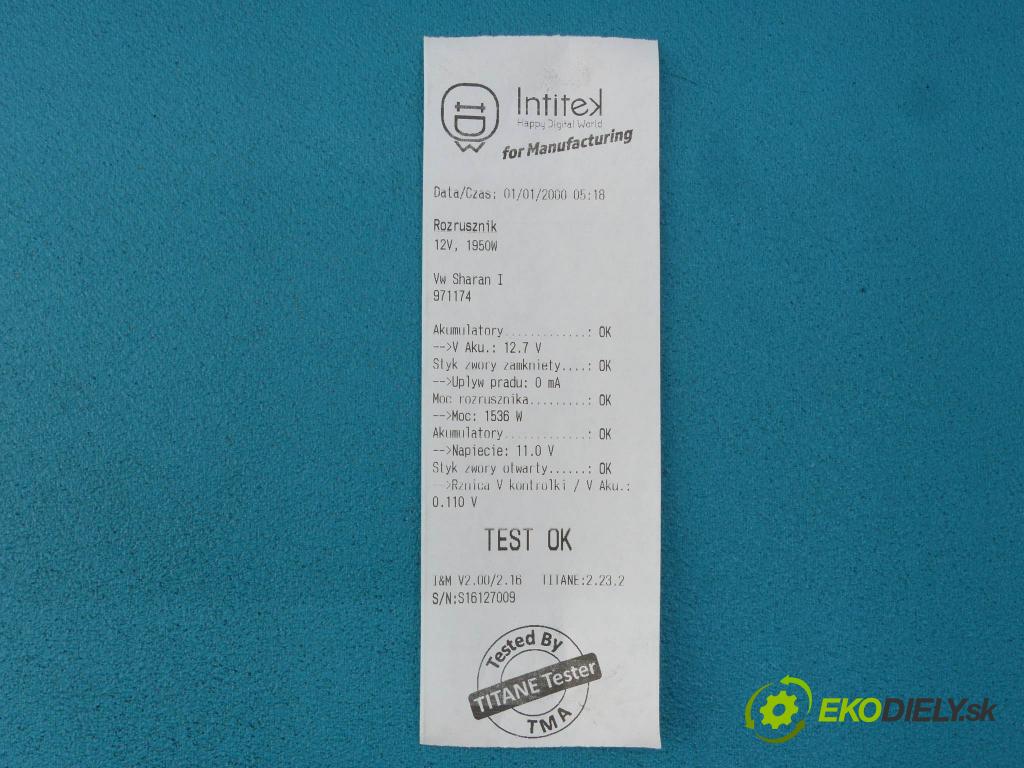 Intitek
Happy Digital World
for Manufacturing
Data/Czas: 01/01/2000 05:18
Rozrusznik
12V, 1950W
Vw Sharan I
971174
Akumulatory.............: OK
-->V Aku.: 12.7 V
Styk zwory zamkniety....: OK
-->Uplyw pradu: 0 mA
Moc rozrusznika.........: OK
-->Moc: 1536 W
Akumulatory.............: OK
-->Napiecie: 11.0 V
Styk zwory otwarty......: OK
-->Rznica V kontrolki / V Aku.:
0.110 V
TEST OK
I&M V2.00/2.16 TITANE:2.23.2
S/N:S16127009
Tested By
TITANE Tester
TMA
EKODIELY.sk